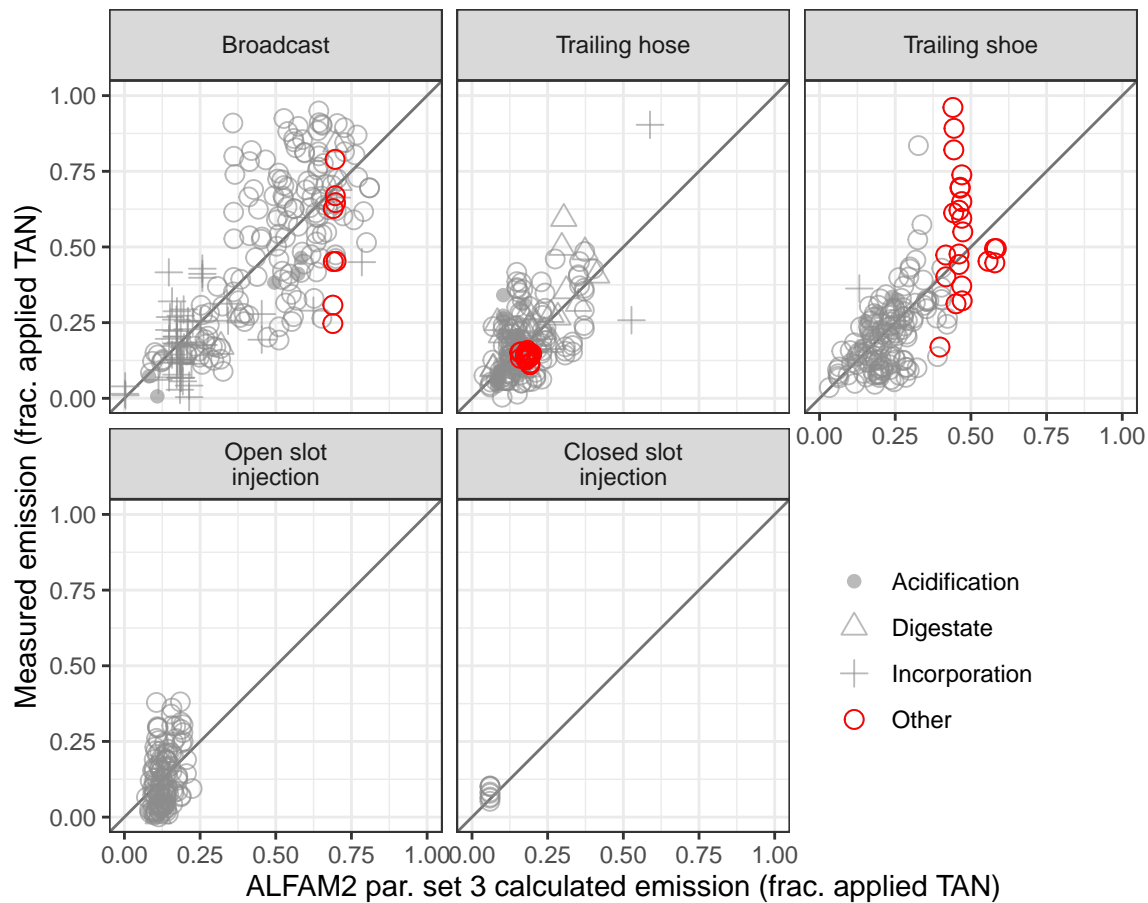 Broadcast
Trailing hose
Trailing shoe
1.00
0.75
0.50
0.25
0.00
0.00 0.25 0.50 0.75 1.00
Open slot
injection
Closed slot
injection
1.00
0.75
0.50
0.25
0.00
0.00 0.25 0.50 0.75 1.00
0.00 0.25 0.50 0.75 1.00
Measured emission (frac. applied TAN)
ALFAM2 par. set 3 calculated emission (frac. applied TAN)
Acidification
Digestate
Incorporation
Other